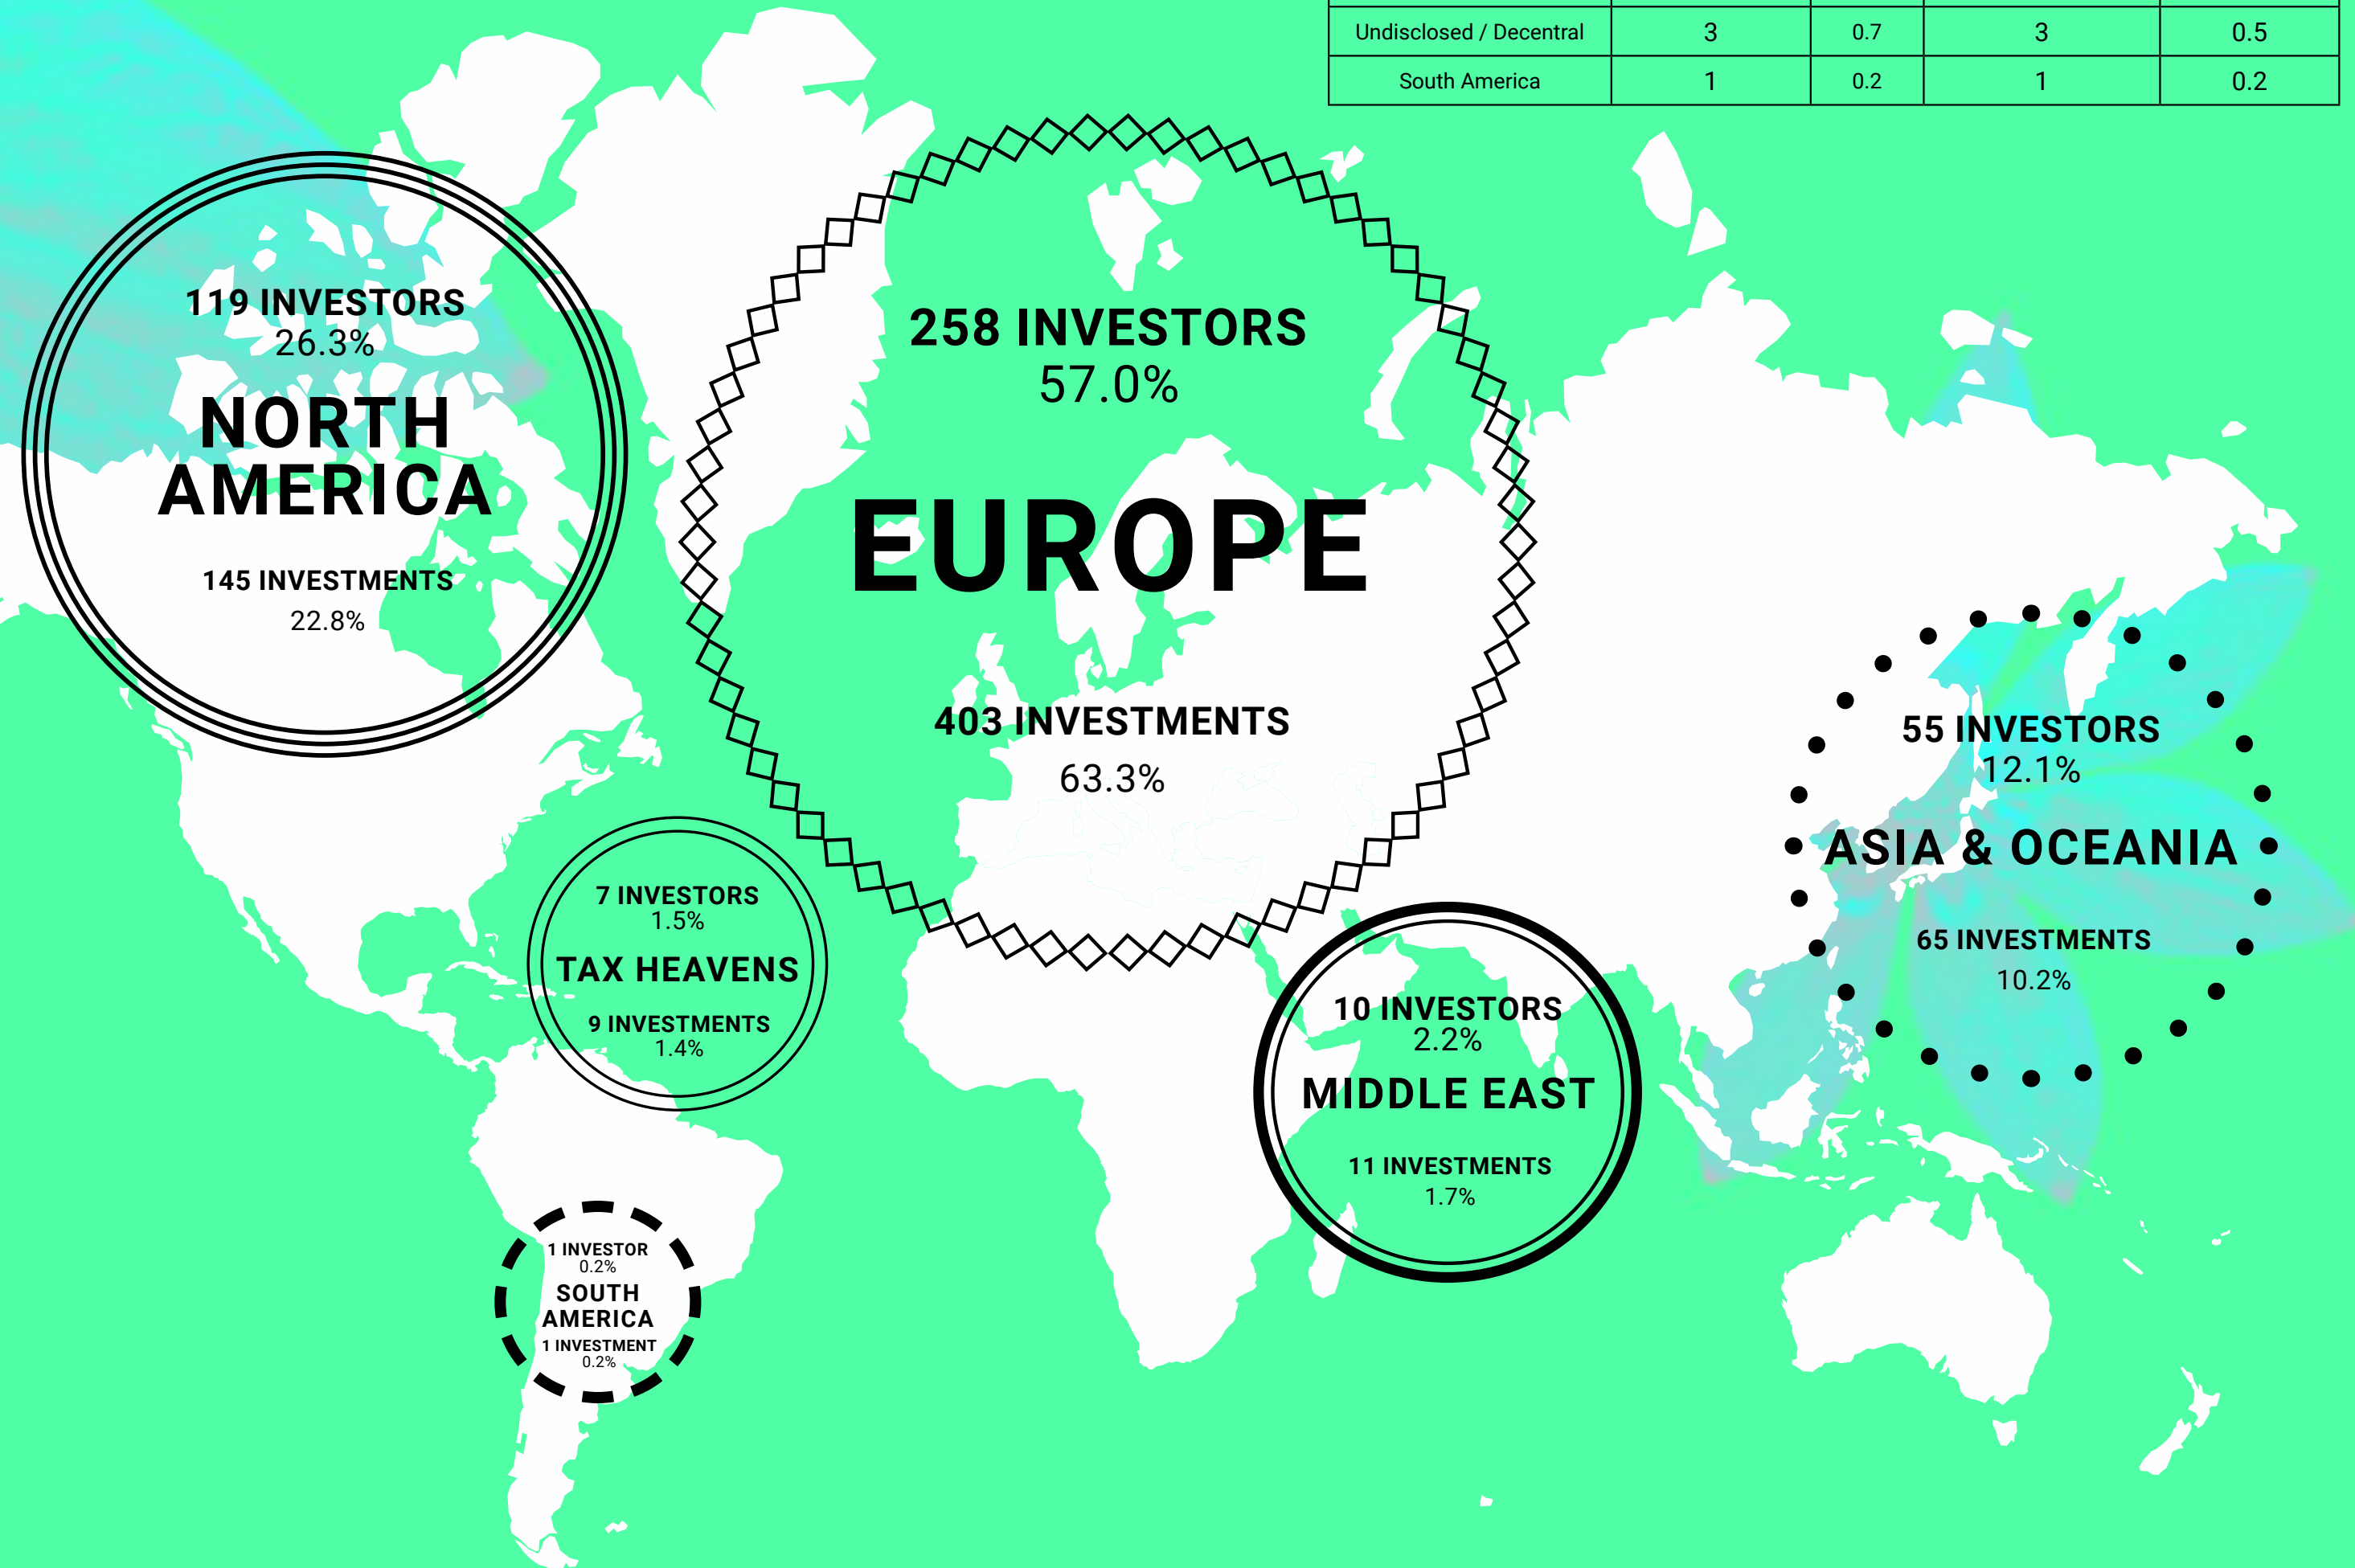 Undisclosed / Decentral 3 0.7 3 0.5
South America 1 0.2 1 0.2
119 INVESTORS
26.3%
NORTH
AMERICA
145 INVESTMENTS
22.8%
258 INVESTORS
57.0%
EUROPE
403 INVESTMENTS
63.3%
55 INVESTORS
12.1%
ASIA & OCEANIA
65 INVESTMENTS
10.2%
7 INVESTORS
1.5%
TAX HEAVENS
9 INVESTMENTS
1.4%
10 INVESTORS
2.2%
MIDDLE EAST
11 INVESTMENTS
1.7%
1 INVESTOR
0.2%
SOUTH
AMERICA
1 INVESTMENT
0.2%